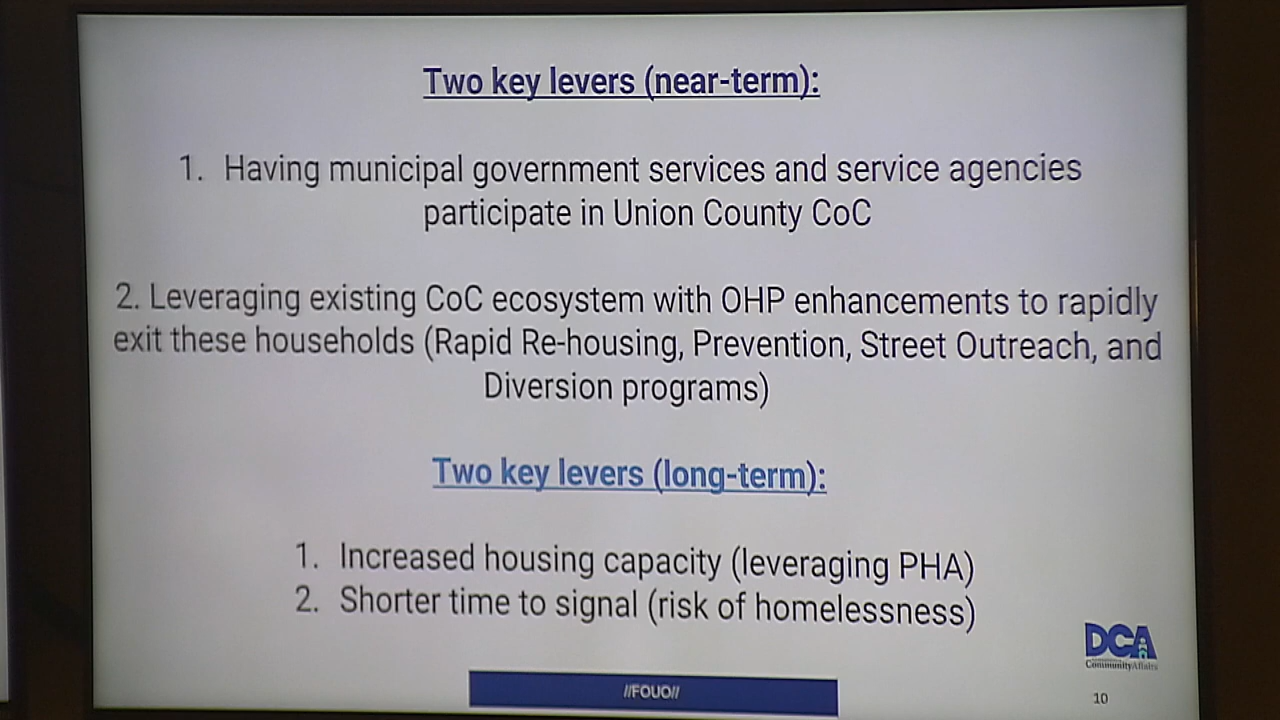 Two key levers (near-term):
1. Having municipal government services and service agencies
participate in Union County CoC
2. Leveraging existing CoC ecosystem with OHP enhancements to rapidly
exit these households (Rapid Re-housing, Prevention, Street Outreach, and
Diversion programs)
Two key levers (long-term):
1. Increased housing capacity (leveraging PHA)
2. Shorter time to signal (risk of homelessness)
DCA
CommunityAffairs
//FOUO//
10